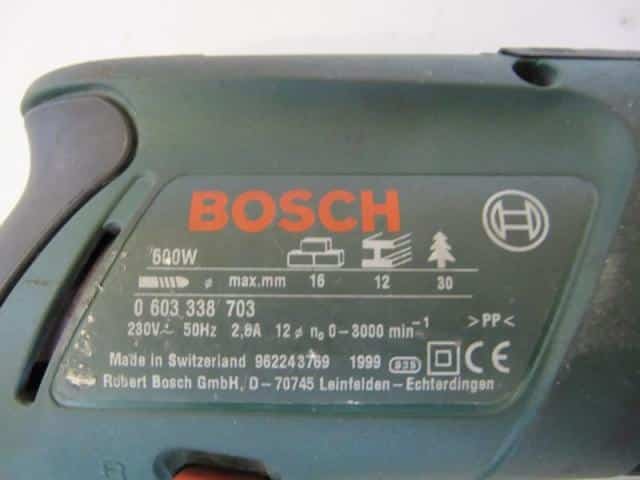 BOSCH
600W
ø max.mm 16 12 30
0 603 338 703
230V~ 50Hz 2,8A 12 ø n₀ 0-3000 min⁻¹ >PP<
Made in Switzerland 962243769 1999 CE
Robert Bosch GmbH, D-70745 Leinfelden-Echterdingen
R